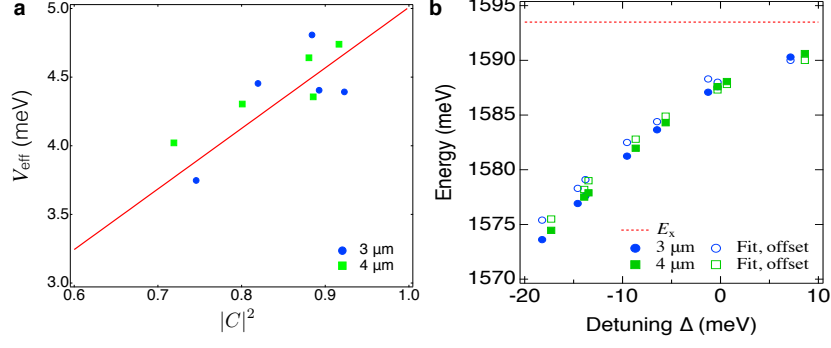 a
5.0
4.5
4.0
3.5
3.0
V_eff (meV)
0.6 0.7 0.8 0.9 1.0
|C|^2
3 μm
4 μm
b
1595
1590
1585
1580
1575
1570
Energy (meV)
E_x
3 μm Fit, offset
4 μm Fit, offset
-20 -10 0 10
Detuning Δ (meV)